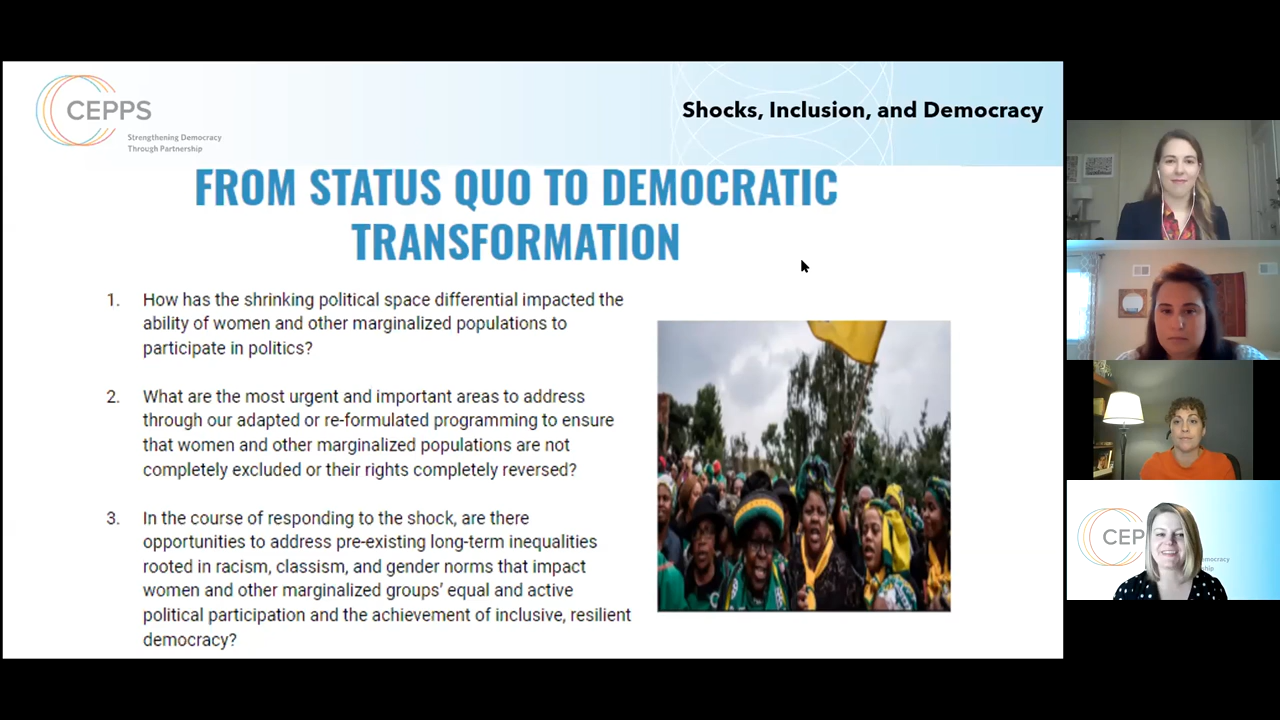 CEPPS
Strengthening Democracy
Through Partnership
Shocks, Inclusion, and Democracy
FROM STATUS QUO TO DEMOCRATIC
TRANSFORMATION
1. How has the shrinking political space differential impacted the
ability of women and other marginalized populations to
participate in politics?
2. What are the most urgent and important areas to address
through our adapted or re-formulated programming to ensure
that women and other marginalized populations are not
completely excluded or their rights completely reversed?
3. In the course of responding to the shock, are there
opportunities to address pre-existing long-term inequalities
rooted in racism, classism, and gender norms that impact
women and other marginalized groups' equal and active
political participation and the achievement of inclusive, resilient
democracy?
CEP